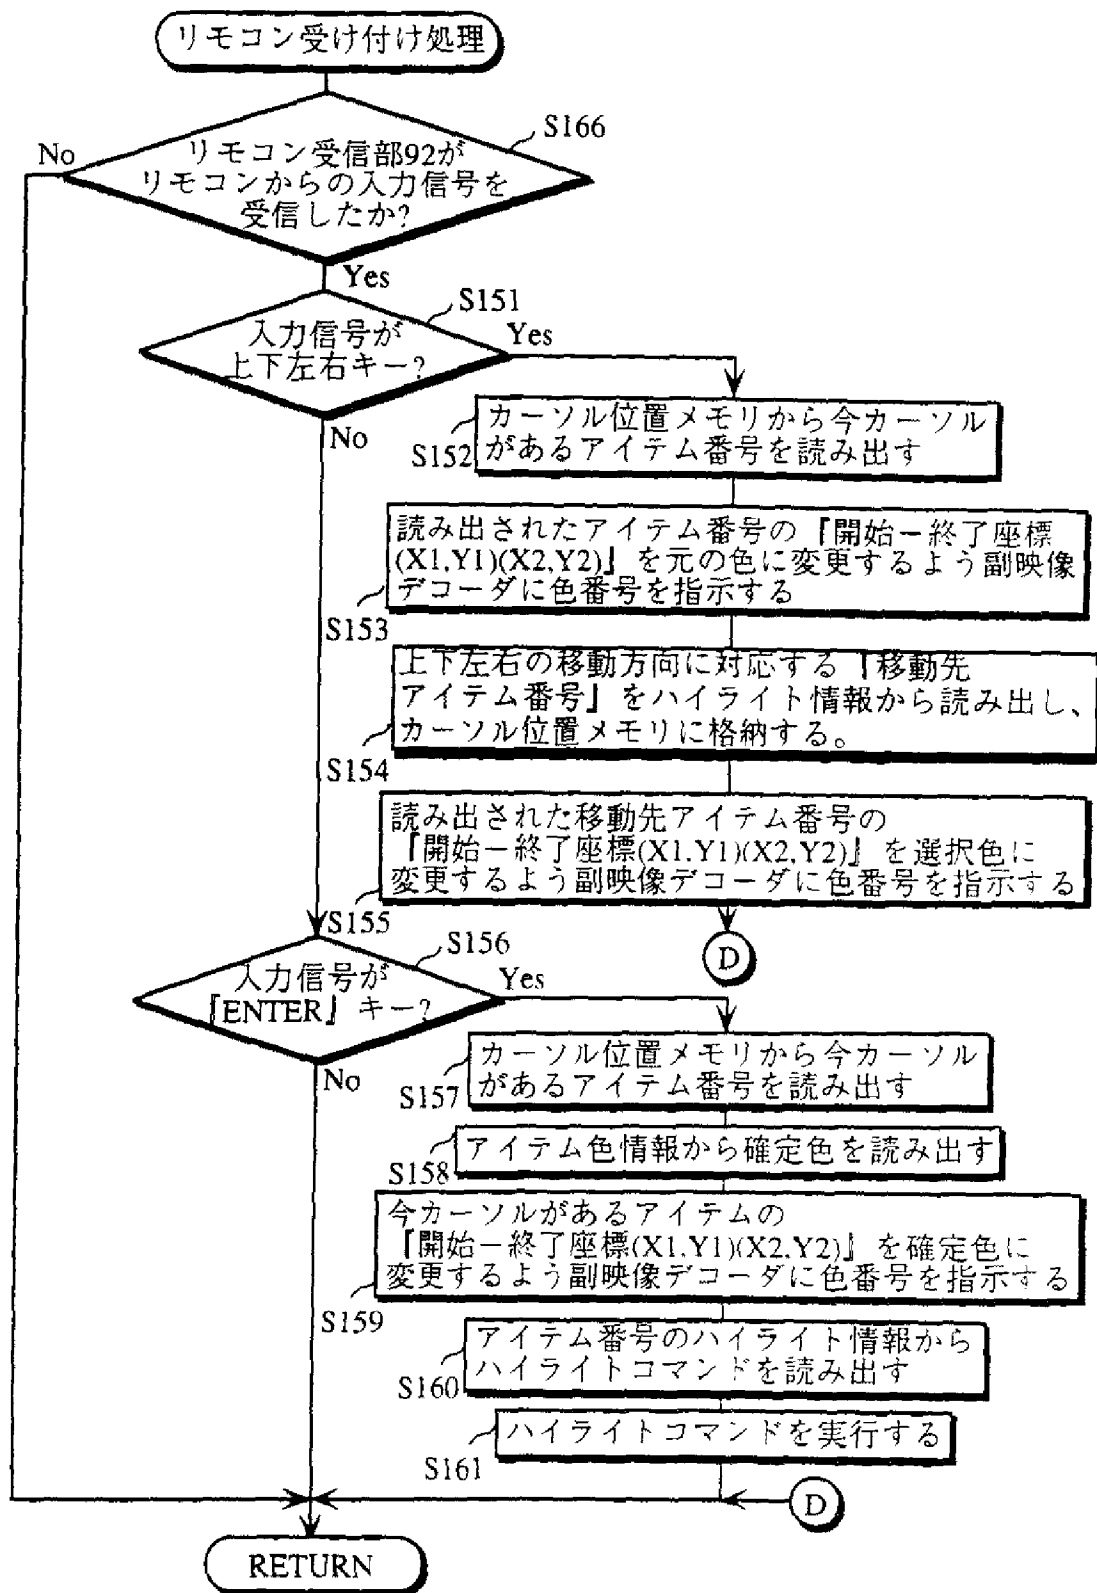 リモコン受け付け処理
S166
No
リモコン受信部92が
リモコンからの入力信号を
受信したか?
Yes
S151
入力信号が
上下左右キー?
Yes
No
カーソル位置メモリから今カーソル
があるアイテム番号を読み出す
S152
読み出されたアイテム番号の『開始－終了座標
(X1,Y1)(X2,Y2)』を元の色に変更するよう副映像
デコーダに色番号を指示する
S153
上下左右の移動方向に対応する『移動先
アイテム番号』をハイライト情報から読み出し、
カーソル位置メモリに格納する。
S154
読み出された移動先アイテム番号の
『開始－終了座標(X1,Y1)(X2,Y2)』を選択色に
変更するよう副映像デコーダに色番号を指示する
S155
D
S156
入力信号が
『ENTER』キー?
Yes
No
カーソル位置メモリから今カーソル
があるアイテム番号を読み出す
S157
アイテム色情報から確定色を読み出す
S158
今カーソルがあるアイテムの
『開始－終了座標(X1,Y1)(X2,Y2)』を確定色に
変更するよう副映像デコーダに色番号を指示する
S159
アイテム番号のハイライト情報から
ハイライトコマンドを読み出す
S160
ハイライトコマンドを実行する
S161
D
RETURN